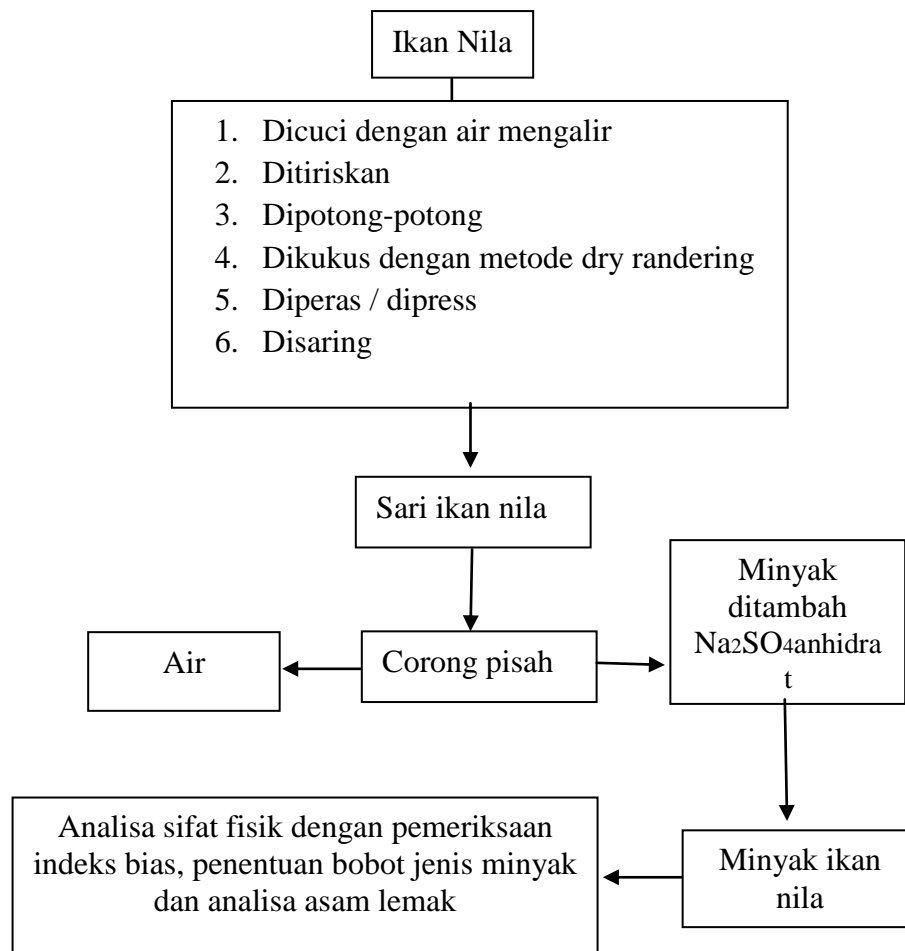 Ikan Nila
1. Dicuci dengan air mengalir
2. Ditiriskan
3. Dipotong-potong
4. Dikukus dengan metode dry randering
5. Diperas / dipress
6. Disaring
Sari ikan nila
Minyak
ditambah
Na₂SO₄anhidra
t
Air
Corong pisah
Analisa sifat fisik dengan pemeriksaan
indeks bias, penentuan bobot jenis minyak
dan analisa asam lemak
Minyak ikan
nila